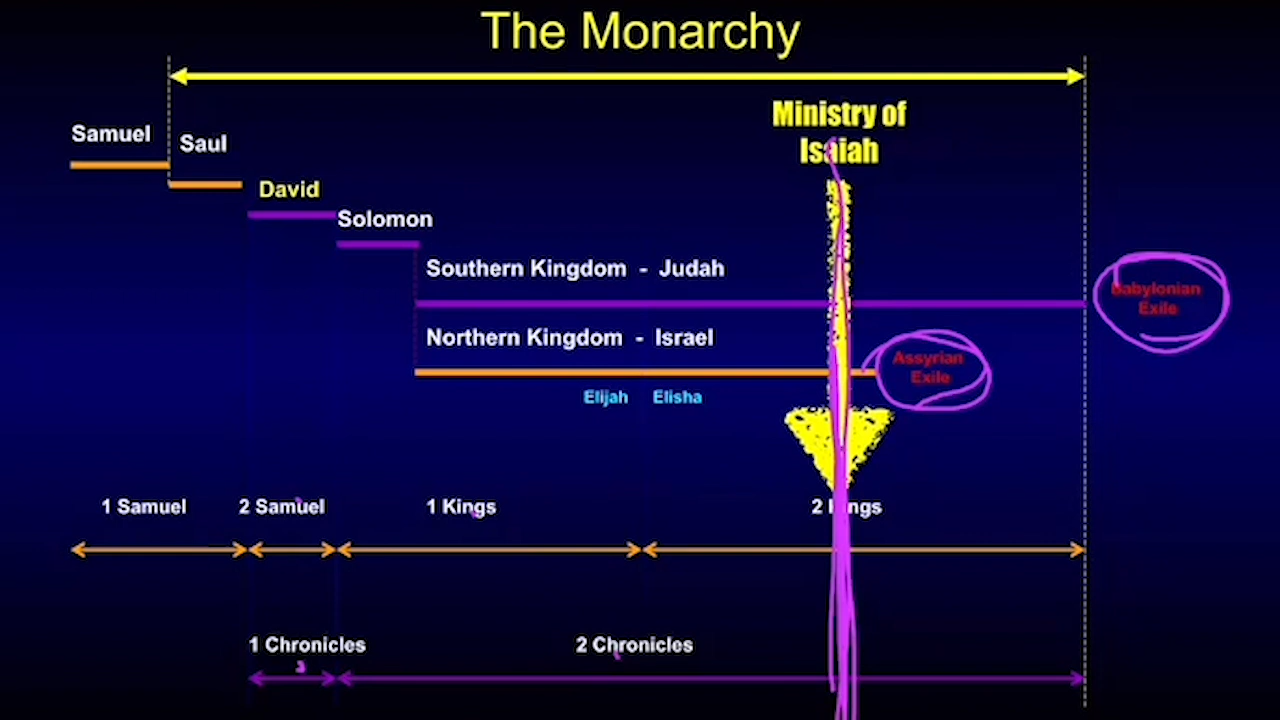 The Monarchy
Ministry of
Isaiah
Samuel
Saul
David
Solomon
Southern Kingdom - Judah
Babylonian
Exile
Northern Kingdom - Israel
Assyrian
Exile
Elijah Elisha
1 Samuel 2 Samuel 1 Kings 2 Kings
1 Chronicles 2 Chronicles